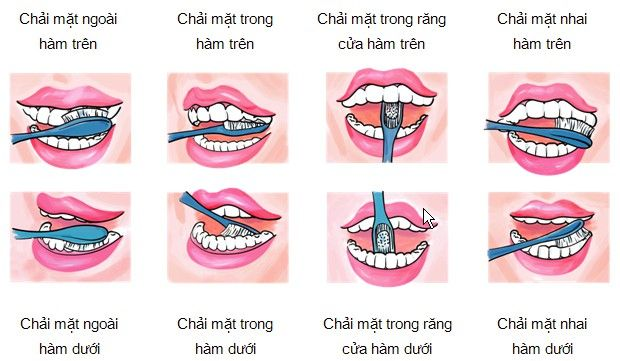 Chải mặt ngoài
hàm trên
Chải mặt trong
hàm trên
Chải mặt trong răng
cửa hàm trên
Chải mặt nhai
hàm trên
Chải mặt ngoài
hàm dưới
Chải mặt trong
hàm dưới
Chải mặt trong răng
cửa hàm dưới
Chải mặt nhai
hàm dưới